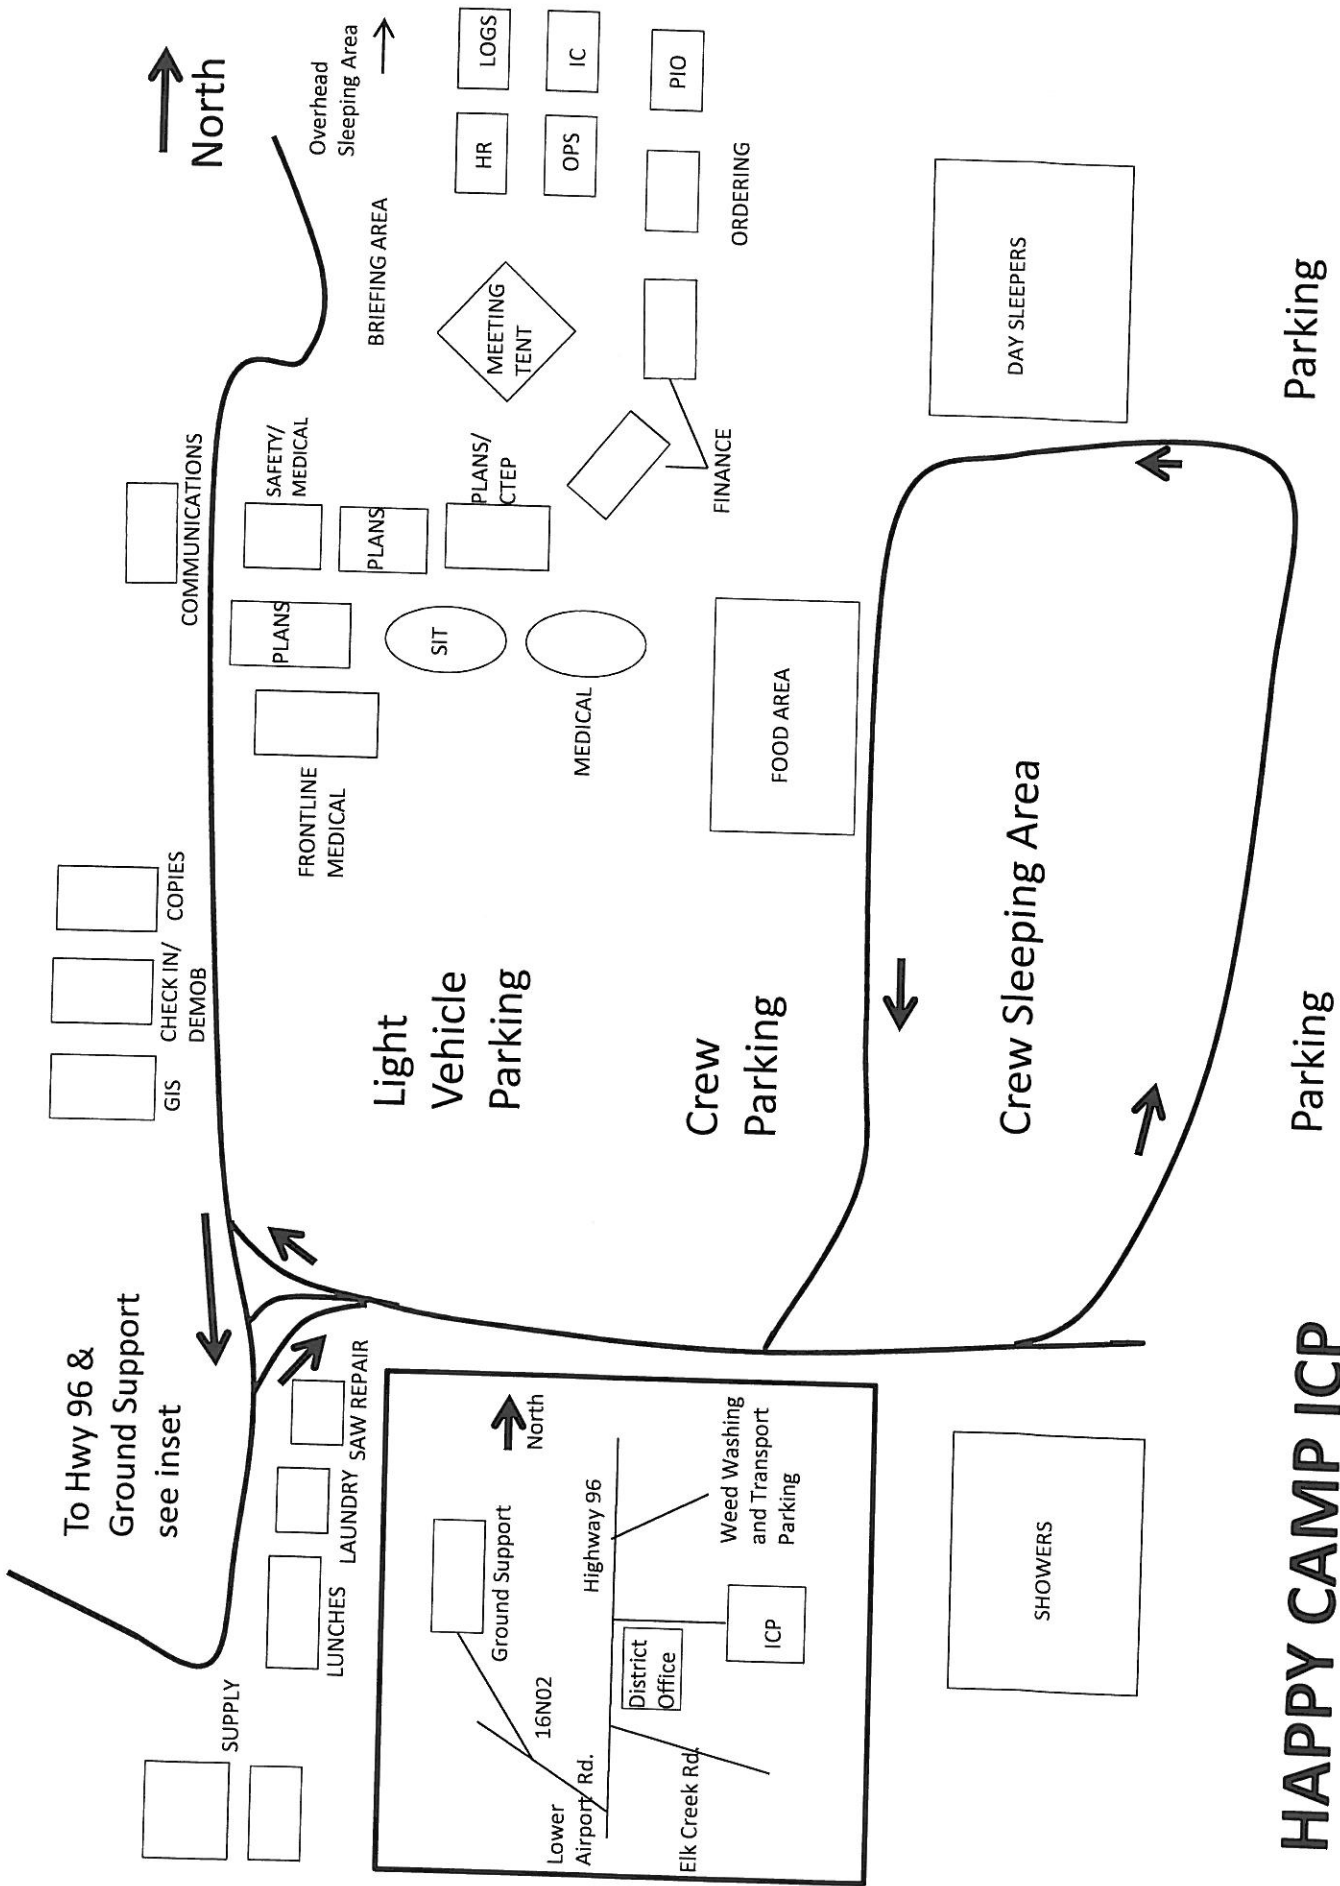 To Hwy 96 &
Ground Support
see inset
North
SUPPLY
LUNCHES
LAUNDRY
SAW REPAIR
GIS
CHECK IN/
DEMOB
COPIES
COMMUNICATIONS
FRONTLINE
MEDICAL
PLANS
SAFETY/
MEDICAL
PLANS
SIT
PLANS/
CTEP
MEDICAL
BRIEFING AREA
Overhead
Sleeping Area
MEETING
TENT
HR
LOGS
OPS
IC
PIO
ORDERING
FINANCE
Light
Vehicle
Parking
Crew
Parking
FOOD AREA
DAY SLEEPERS
Crew Sleeping Area
North
Ground Support
16N02
Lower
Airport Rd.
Highway 96
District
Office
Elk Creek Rd.
ICP
Weed Washing
and Transport
Parking
SHOWERS
Parking
Parking
HAPPY CAMP ICP